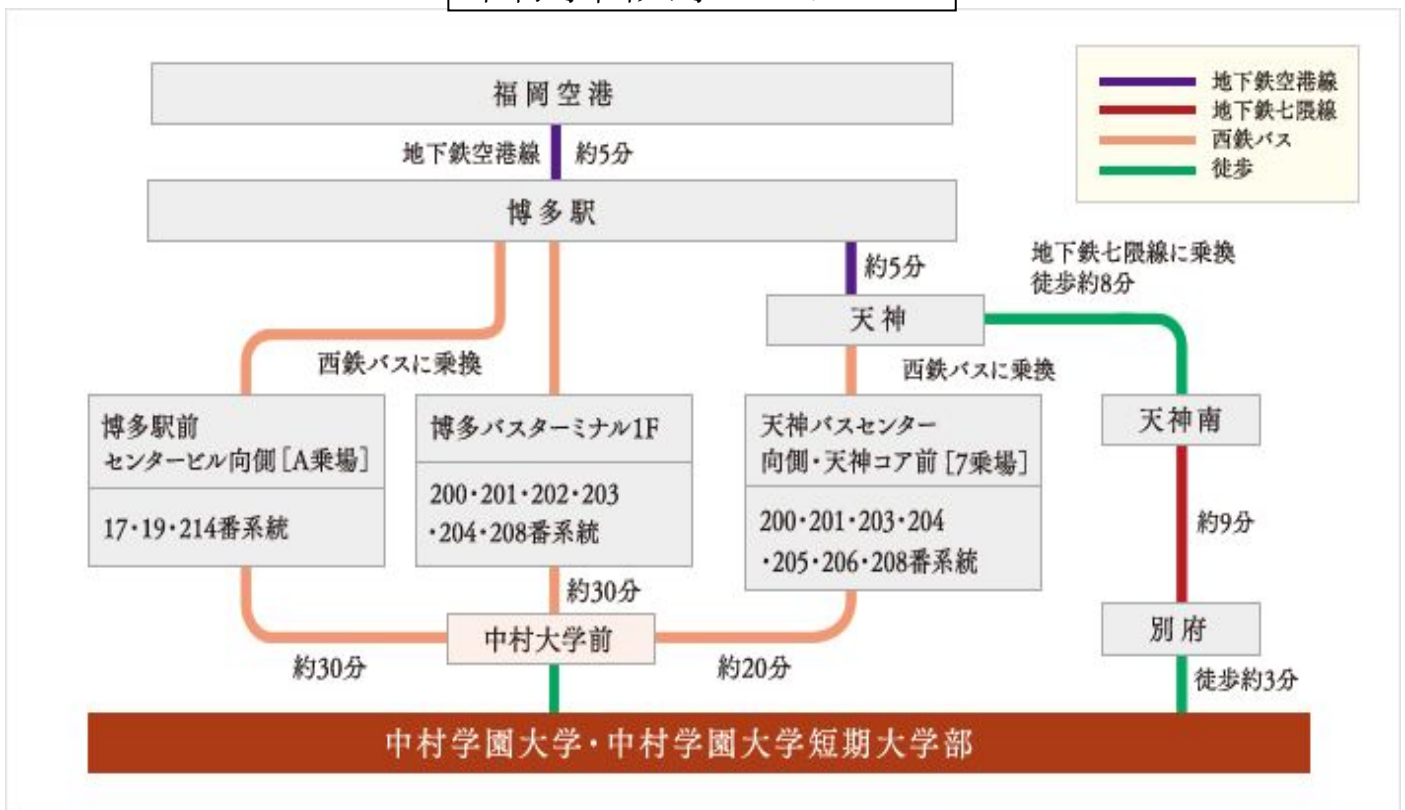 福岡空港
地下鉄空港線
約5分
博多駅
地下鉄空港線
地下鉄七隈線
西鉄バス
徒歩
約5分
地下鉄七隈線に乗換
徒歩約8分
天神
西鉄バスに乗換
西鉄バスに乗換
博多駅前
センタービル向側[A乗場]
17・19・214番系統
博多バスターミナル1F
200・201・202・203
・204・208番系統
天神バスセンター
向側・天神コア前[7乗場]
200・201・203・204
・205・206・208番系統
天神南
約9分
別府
徒歩約3分
約30分
中村大学前
約30分
約20分
中村学園大学・中村学園大学短期大学部